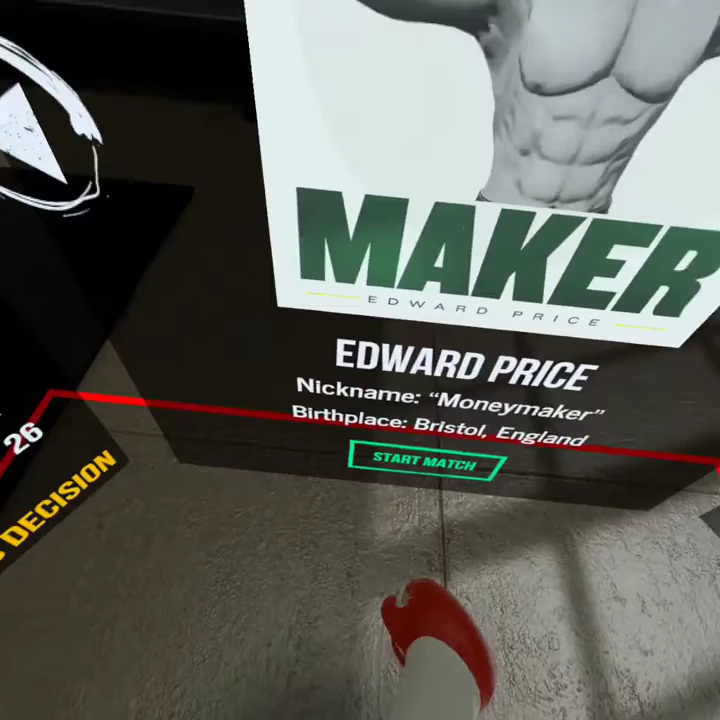 MAKER
EDWARD PRICE
EDWARD PRICE
Nickname: “Moneymaker”
Birthplace: Bristol, England
START MATCH
26
DECISION